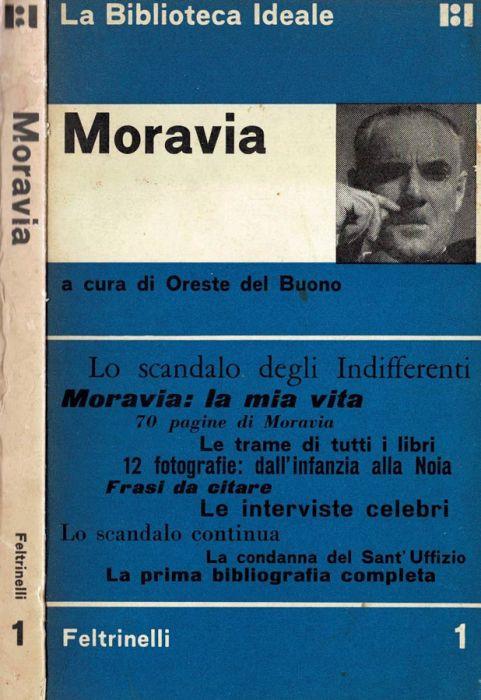 La Biblioteca Ideale
Moravia
a cura di Oreste del Buono
Lo scandalo degli Indifferenti
Moravia: la mia vita
70 pagine di Moravia
Le trame di tutti i libri
12 fotografie: dall'infanzia alla Noia
Frasi da citare
Le interviste celebri
Lo scandalo continua
La condanna del Sant'Uffizio
La prima bibliografia completa
Feltrinelli 1
Moravia
Feltrinelli
1